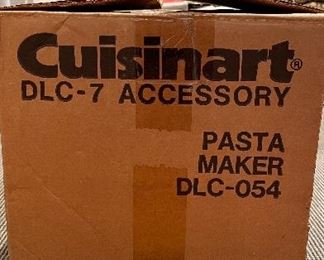 Cuisinart®
DLC-7 ACCESSORY
PASTA
MAKER
DLC-054